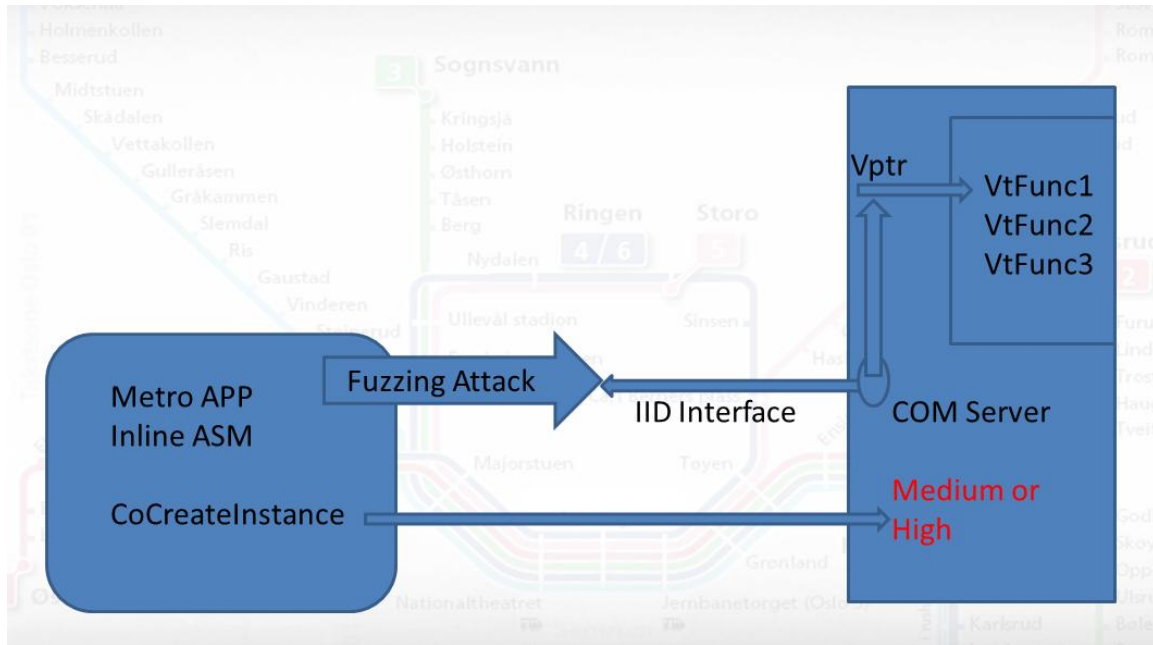 Holmenkollen
Besserud
Midtstuen
Skådalen
Vettakollen
Gulleråsen
Gråkammen
Slemdal
Ris
Gaustad
Vinderen
3
Sognsvann
Kringsjå
Holstein
Østhorn
Tåsen
Berg
Ringen
4/6
Storo
5
Nydalen
Ullevål stadion
Sinsen
Vptr
VtFunc1
VtFunc2
VtFunc3
2
Fuzzing Attack
IID Interface
Metro APP
Inline ASM
CoCreateInstance
COM Server
Medium or
High
Majorstuen
Tøyen
Grønland
Nationaltheatret
Jernbanetorget (Oslo S)
Karlsrud